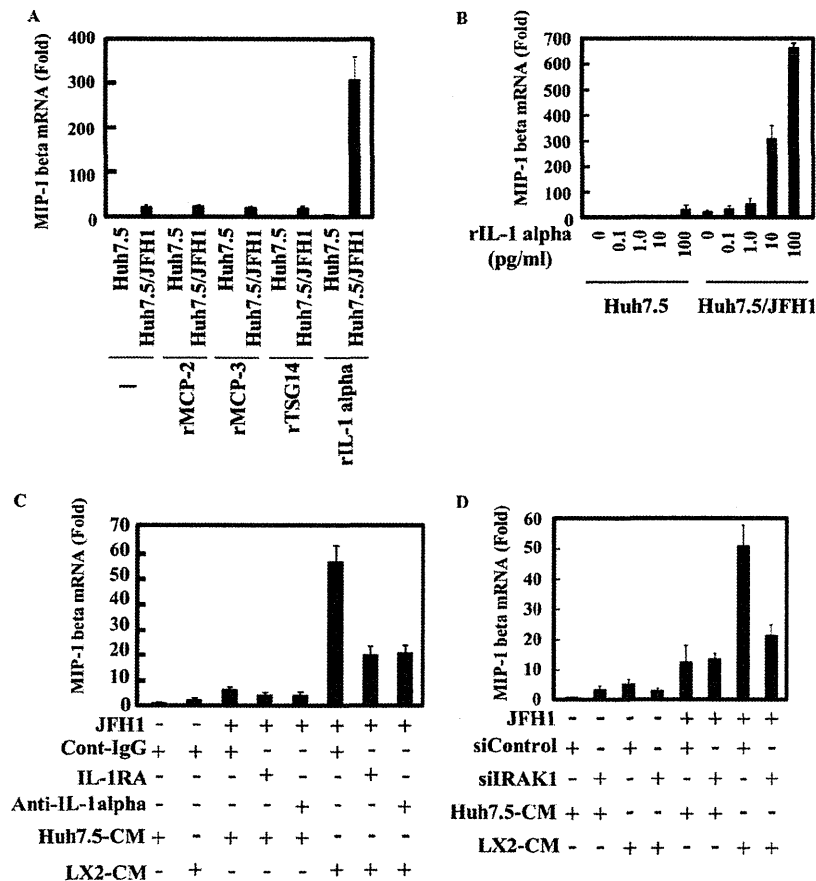 A
MIP-1 beta mRNA (Fold)
400
300
200
100
0
Huh7.5
Huh7.5/JFH1
Huh7.5
Huh7.5/JFH1
Huh7.5
Huh7.5/JFH1
Huh7.5
Huh7.5/JFH1
Huh7.5
Huh7.5/JFH1
–
rMCP-2
rMCP-3
rTSG14
rIL-1 alpha
B
MIP-1 beta mRNA (Fold)
700
600
500
400
300
200
100
0
rIL-1 alpha
(pg/ml)
0 0.1 1.0 10 100 0 0.1 1.0 10 100
Huh7.5 Huh7.5/JFH1
C
MIP-1 beta mRNA (Fold)
70
60
50
40
30
20
10
0
JFH1 - - + + + + + +
Cont-IgG + + + - - + - -
IL-1RA - - - + - - + -
Anti-IL-1alpha - - - - + - - +
Huh7.5-CM + - + + + - - -
LX2-CM - + - - - + + +
D
MIP-1 beta mRNA (Fold)
60
50
40
30
20
10
0
JFH1 - - - - + + + +
siControl + - + - + - + -
siIRAK1 - + - + - + - +
Huh7.5-CM + + - - + + - -
LX2-CM - - + + - - + +